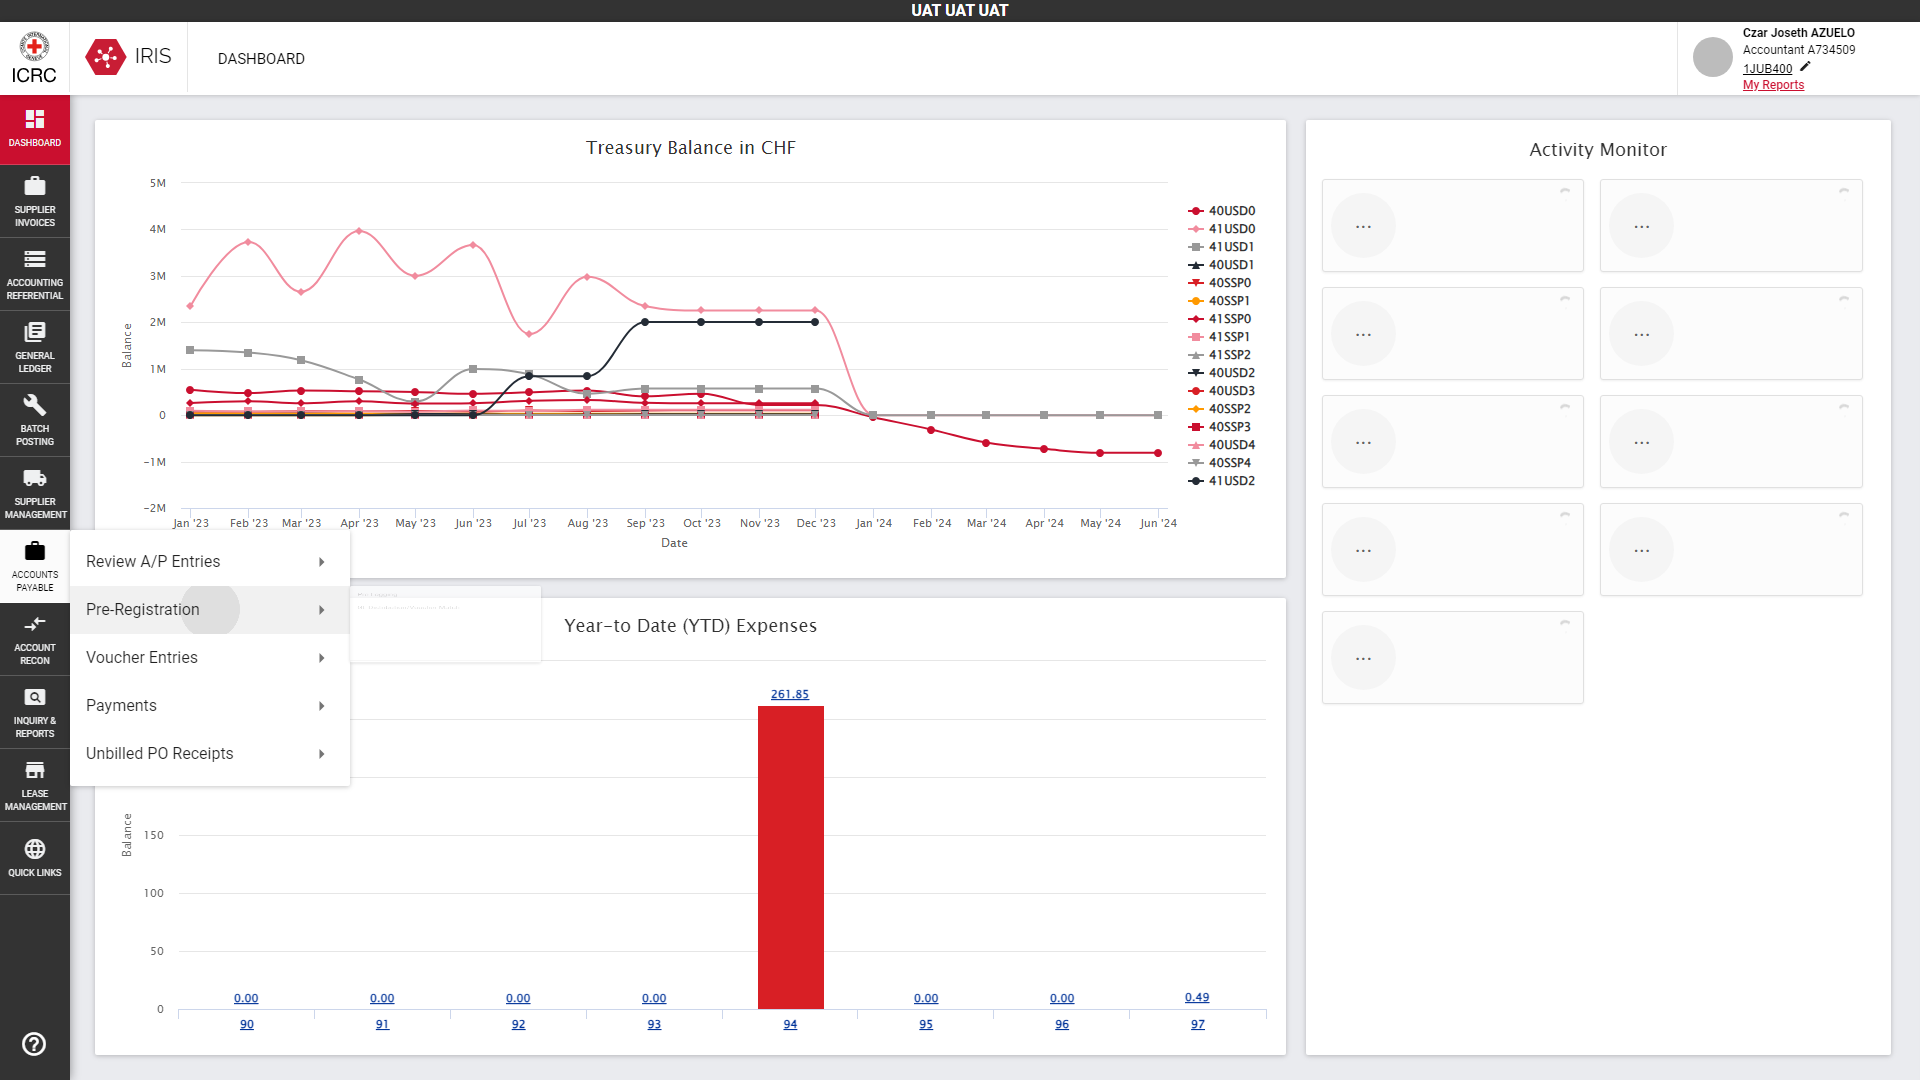 UAT UAT UAT
ICRC
IRIS
DASHBOARD
Czar Joseth AZUELO
Accountant A734509
1JUB400
My Reports
DASHBOARD
SUPPLIER
INVOICES
ACCOUNTING
REFERENTIAL
GENERAL
LEDGER
BATCH
POSTING
SUPPLIER
MANAGEMENT
ACCOUNTS
PAYABLE
ACCOUNT
RECON
INQUIRY &
REPORTS
LEASE
MANAGEMENT
QUICK LINKS
Review A/P Entries
Pre-Registration
Voucher Entries
Payments
Unbilled PO Receipts
Treasury Balance in CHF
5M
4M
3M
2M
1M
0
-1M
-2M
Balance
Jan '23 Feb '23 Mar '23 Apr '23 May '23 Jun '23 Jul '23 Aug '23 Sep '23 Oct '23 Nov '23 Dec '23 Jan '24 Feb '24 Mar '24 Apr '24 May '24 Jun '24
Date
40USD0
41USD0
41USD1
40USD1
40SSP0
40SSP1
41SSP0
41SSP1
41SSP2
40USD2
40USD3
40SSP2
40SSP3
40USD4
40SSP4
41USD2
Year-to Date (YTD) Expenses
261.85
Balance
150
100
50
0
0.00 0.00 0.00 0.00 0.00 0.00 0.49
90 91 92 93 94 95 96 97
Activity Monitor
... ...
... ...
... ...
... ...
...